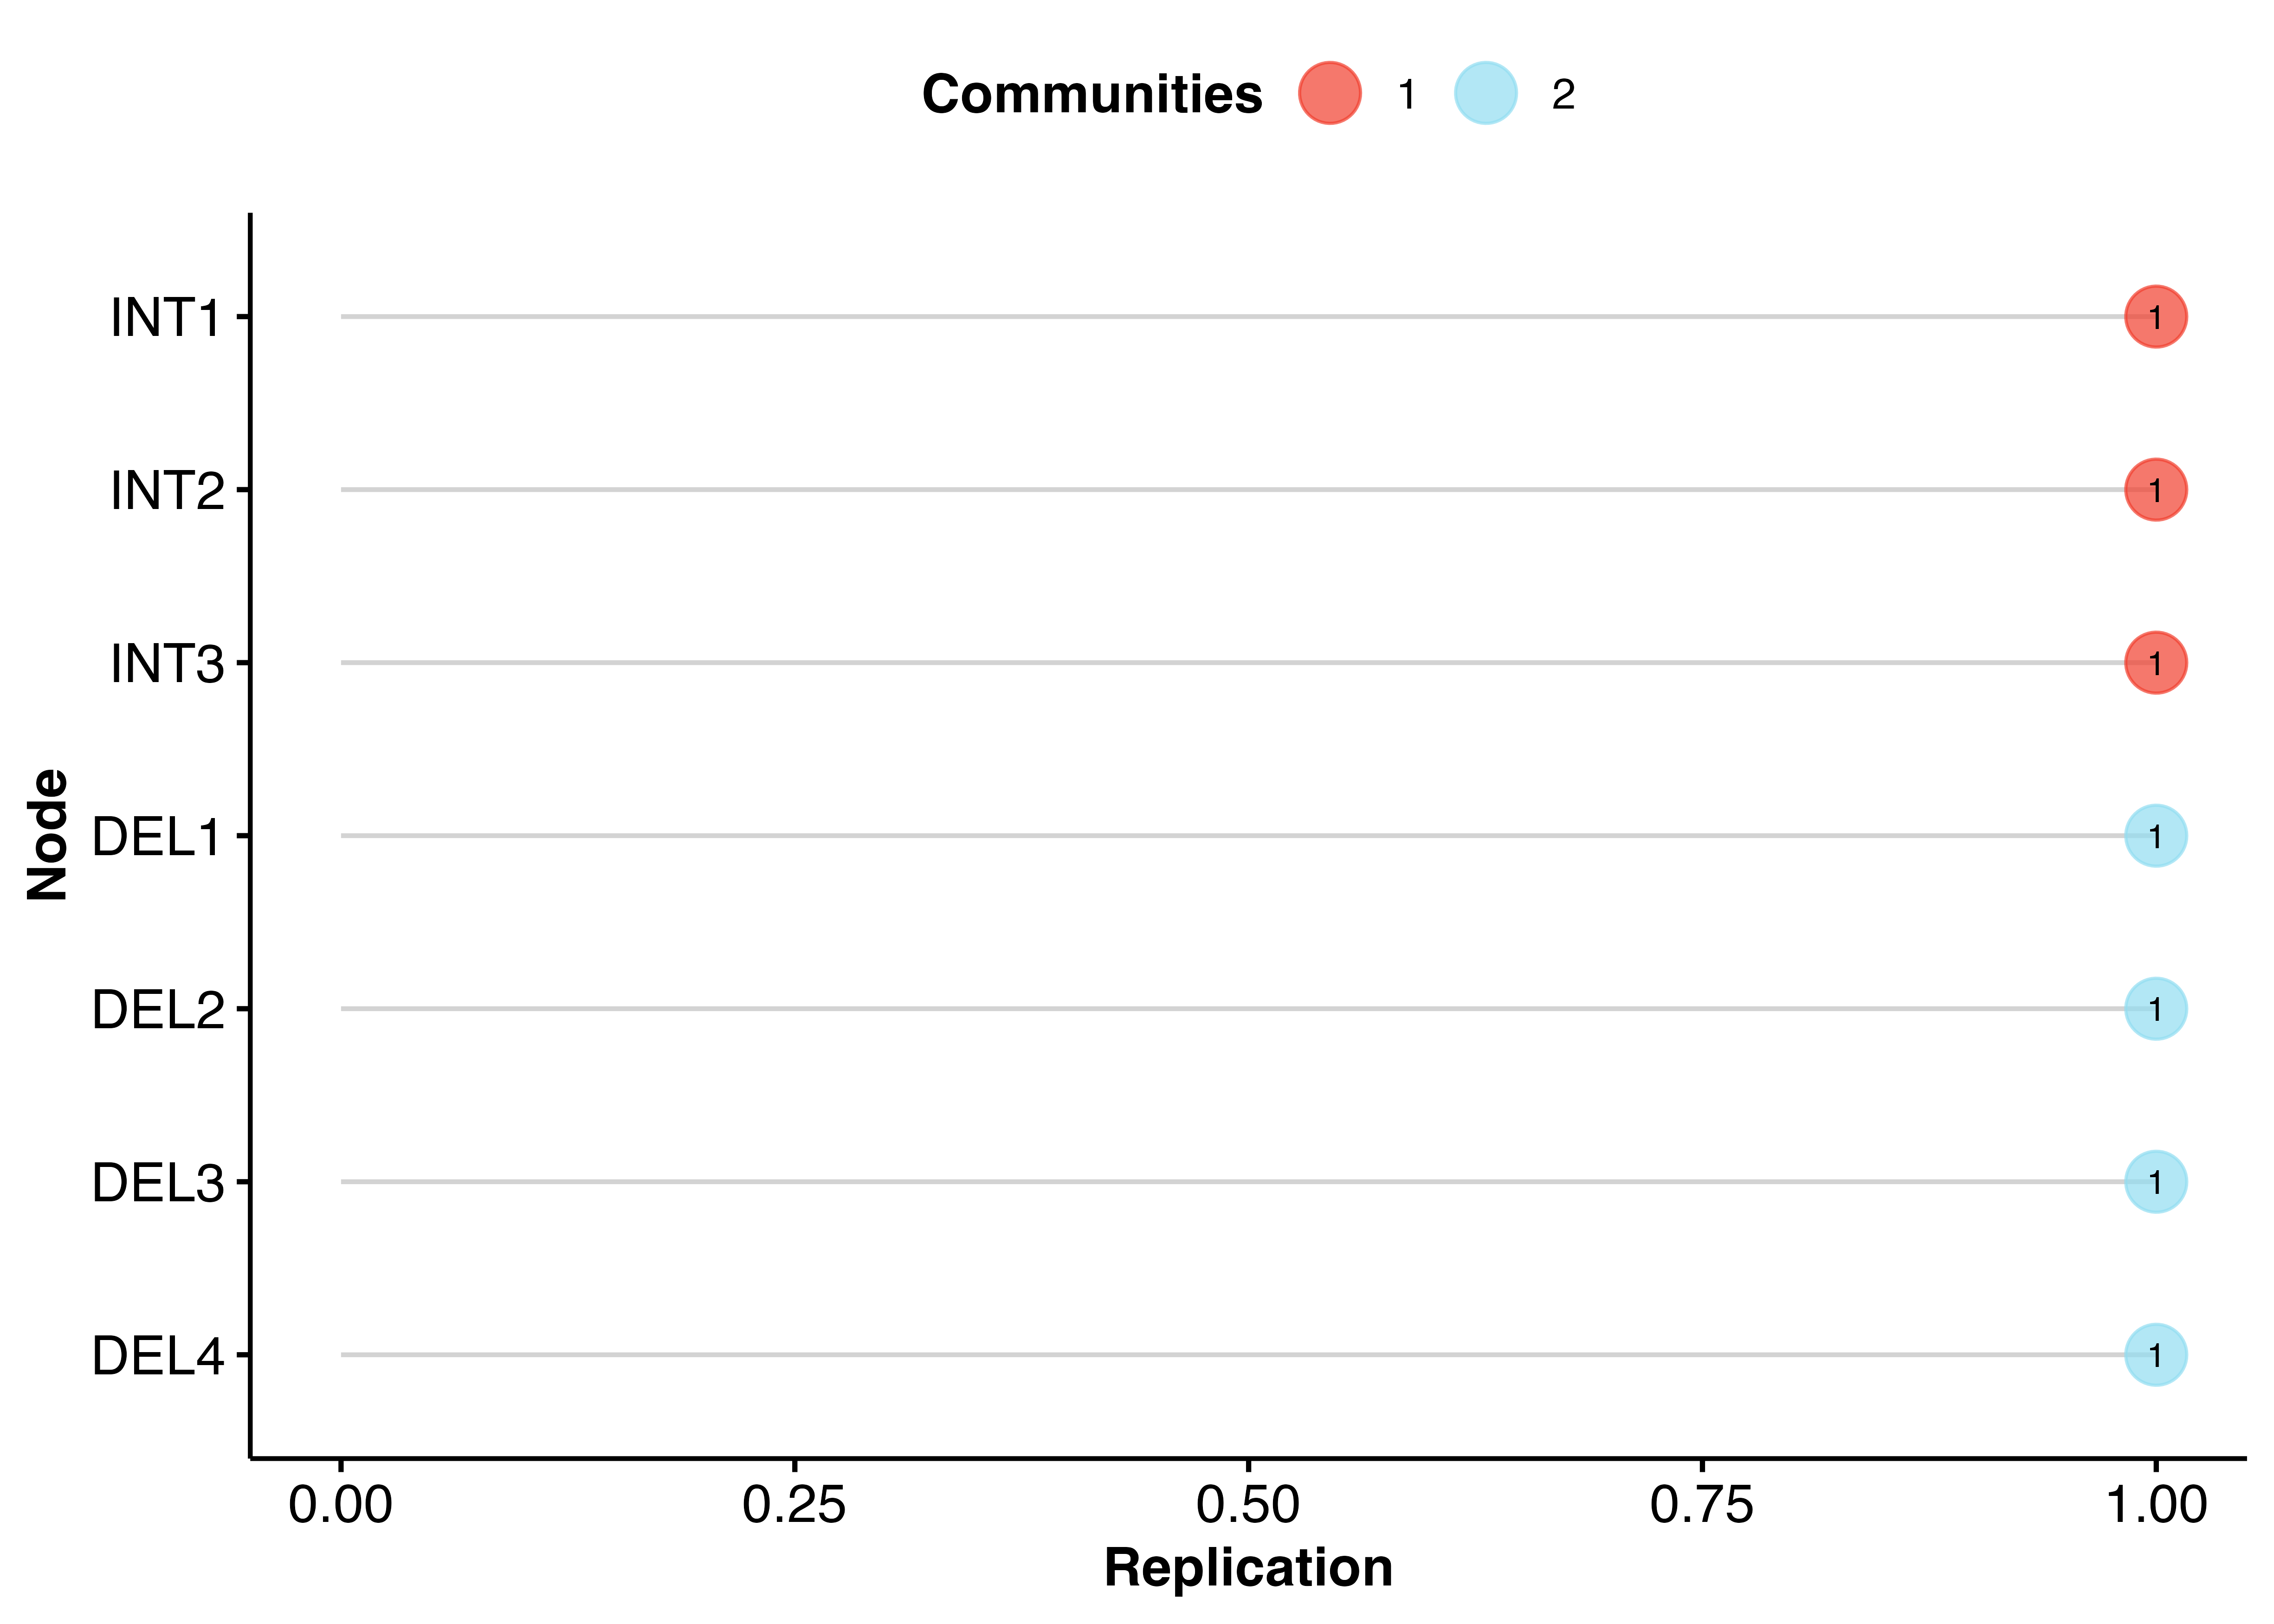 Communities 1 2
INT1 1
INT2 1
INT3 1
DEL1 1
DEL2 1
DEL3 1
DEL4 1
Node
0.00 0.25 0.50 0.75 1.00
Replication